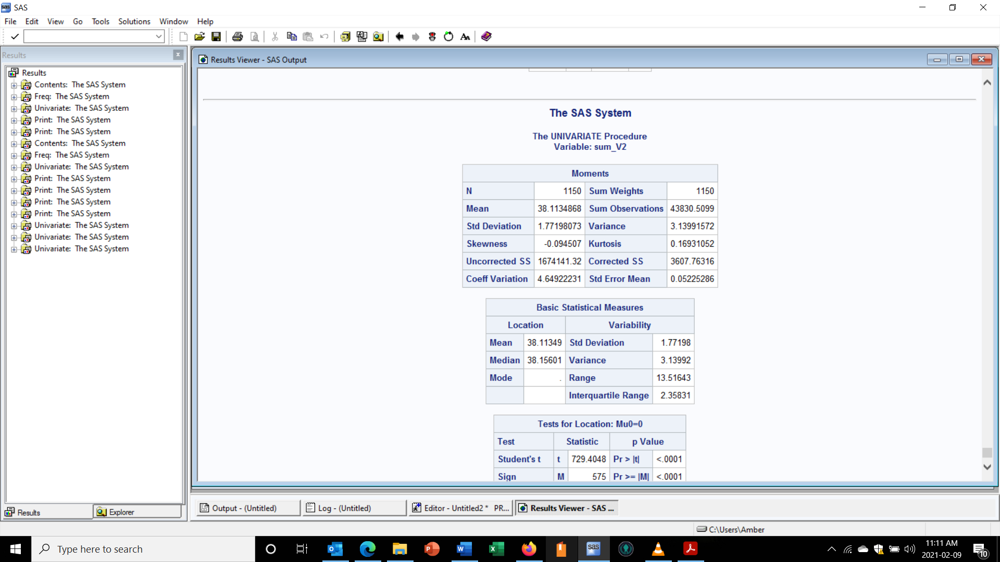 SAS
File Edit View Go Tools Solutions Window Help
Results
Results Viewer - SAS Output
Results
Contents: The SAS System
Freq: The SAS System
Univariate: The SAS System
Print: The SAS System
Print: The SAS System
Contents: The SAS System
Freq: The SAS System
Univariate: The SAS System
Print: The SAS System
Print: The SAS System
Print: The SAS System
Print: The SAS System
Univariate: The SAS System
Univariate: The SAS System
Univariate: The SAS System
The SAS System
The UNIVARIATE Procedure
Variable: sum_V2
Moments
N 1150 Sum Weights 1150
Mean 38.1134868 Sum Observations 43830.5099
Std Deviation 1.77198073 Variance 3.13991572
Skewness -0.094507 Kurtosis 0.16931052
Uncorrected SS 1674141.32 Corrected SS 3607.76316
Coeff Variation 4.64922231 Std Error Mean 0.05225286
Basic Statistical Measures
Location Variability
Mean 38.11349 Std Deviation 1.77198
Median 38.15601 Variance 3.13992
Mode . Range 13.51643
Interquartile Range 2.35831
Tests for Location: Mu0=0
Test Statistic p Value
Student's t t 729.4048 Pr > |t| <.0001
Sign M 575 Pr >= |M| <.0001
Results Explorer
Output - (Untitled) Log - (Untitled) Editor - Untitled2 * PR... Results Viewer - SAS ...
C:\Users\Amber
Type here to search
11:11 AM
2021-02-09
10